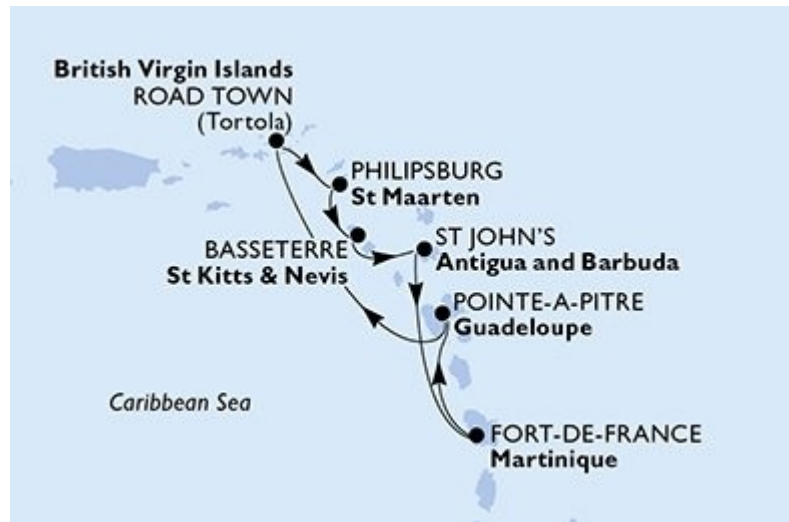 British Virgin Islands
ROAD TOWN
(Tortola)
PHILIPSBURG
St Maarten
BASSETERRE
St Kitts & Nevis
ST JOHN'S
Antigua and Barbuda
POINTE-A-PITRE
Guadeloupe
Caribbean Sea
FORT-DE-FRANCE
Martinique